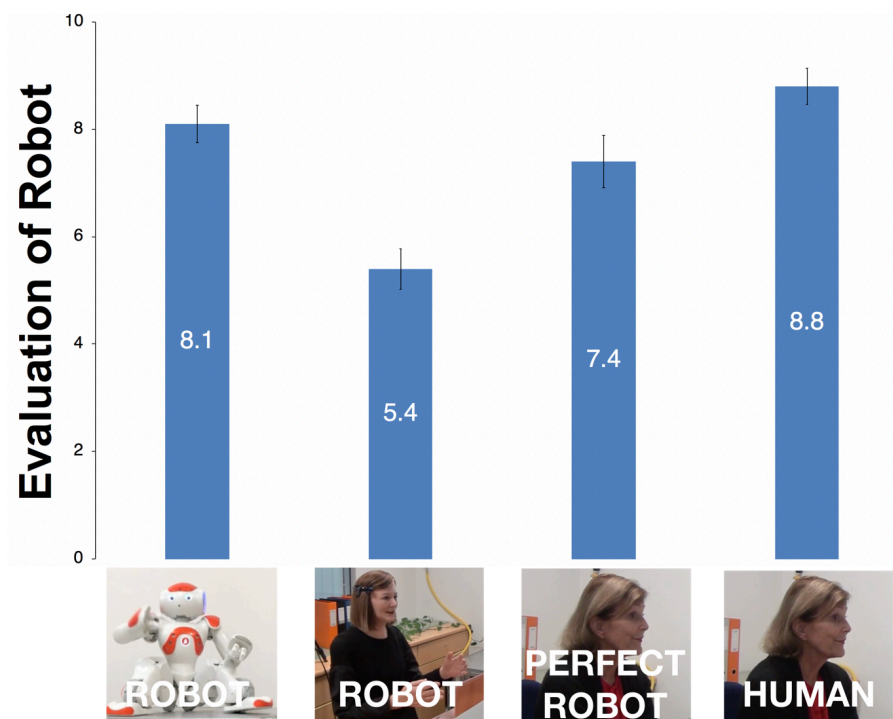 Evaluation of Robot
10
8
6
4
2
0
8.1
5.4
7.4
8.8
ROBOT
ROBOT
PERFECT
ROBOT
HUMAN